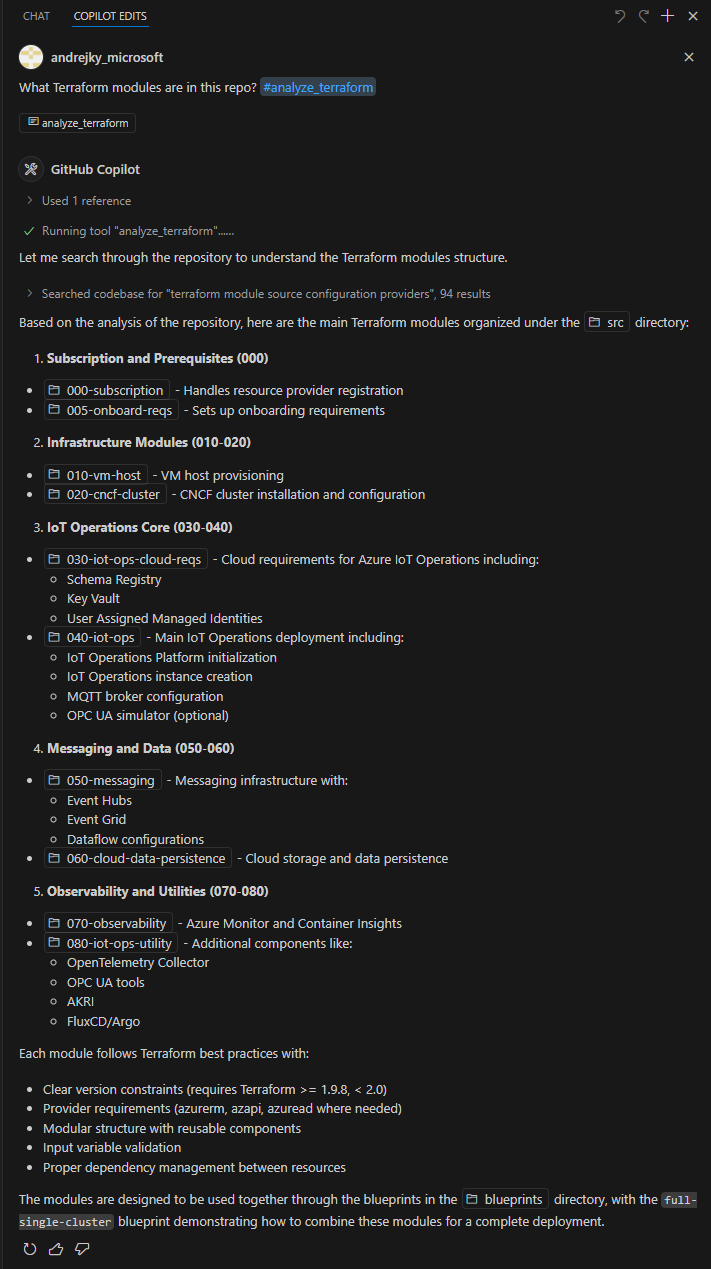 CHAT COPILOT EDITS
andrejky_microsoft
What Terraform modules are in this repo? #analyze_terraform
analyze_terraform
GitHub Copilot
Used 1 reference
Running tool "analyze_terraform"......
Let me search through the repository to understand the Terraform modules structure.
Searched codebase for "terraform module source configuration providers", 94 results
Based on the analysis of the repository, here are the main Terraform modules organized under the src directory:
1. Subscription and Prerequisites (000)
• 000-subscription - Handles resource provider registration
• 005-onboard-reqs - Sets up onboarding requirements
2. Infrastructure Modules (010-020)
• 010-vm-host - VM host provisioning
• 020-cncf-cluster - CNCF cluster installation and configuration
3. IoT Operations Core (030-040)
• 030-iot-ops-cloud-reqs - Cloud requirements for Azure IoT Operations including:
○ Schema Registry
○ Key Vault
○ User Assigned Managed Identities
• 040-iot-ops - Main IoT Operations deployment including:
○ IoT Operations Platform initialization
○ IoT Operations instance creation
○ MQTT broker configuration
○ OPC UA simulator (optional)
4. Messaging and Data (050-060)
• 050-messaging - Messaging infrastructure with:
○ Event Hubs
○ Event Grid
○ Dataflow configurations
• 060-cloud-data-persistence - Cloud storage and data persistence
5. Observability and Utilities (070-080)
• 070-observability - Azure Monitor and Container Insights
• 080-iot-ops-utility - Additional components like:
○ OpenTelemetry Collector
○ OPC UA tools
○ AKRI
○ FluxCD/Argo
Each module follows Terraform best practices with:
• Clear version constraints (requires Terraform >= 1.9.8, < 2.0)
• Provider requirements (azurerm, azapi, azuread where needed)
• Modular structure with reusable components
• Input variable validation
• Proper dependency management between resources
The modules are designed to be used together through the blueprints in the blueprints directory, with the full-
single-cluster blueprint demonstrating how to combine these modules for a complete deployment.